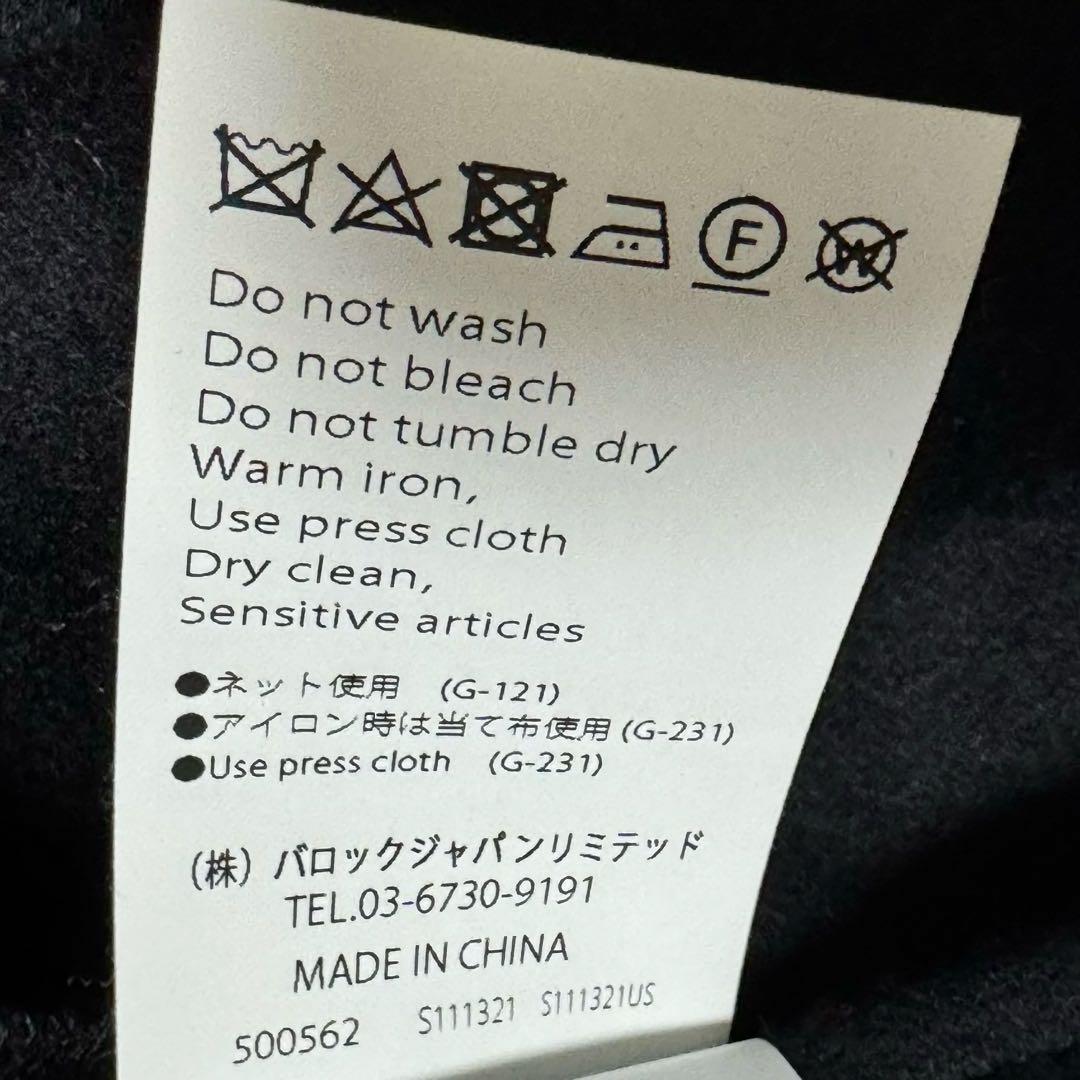 F W
Do not wash
Do not bleach
Do not tumble dry
Warm iron,
Use press cloth
Dry clean,
Sensitive articles
●ネット使用 (G-121)
●アイロン時は当て布使用 (G-231)
●Use press cloth (G-231)
(株) バロックジャパンリミテッド
TEL.03-6730-9191
MADE IN CHINA
500562 S111321 S111321US